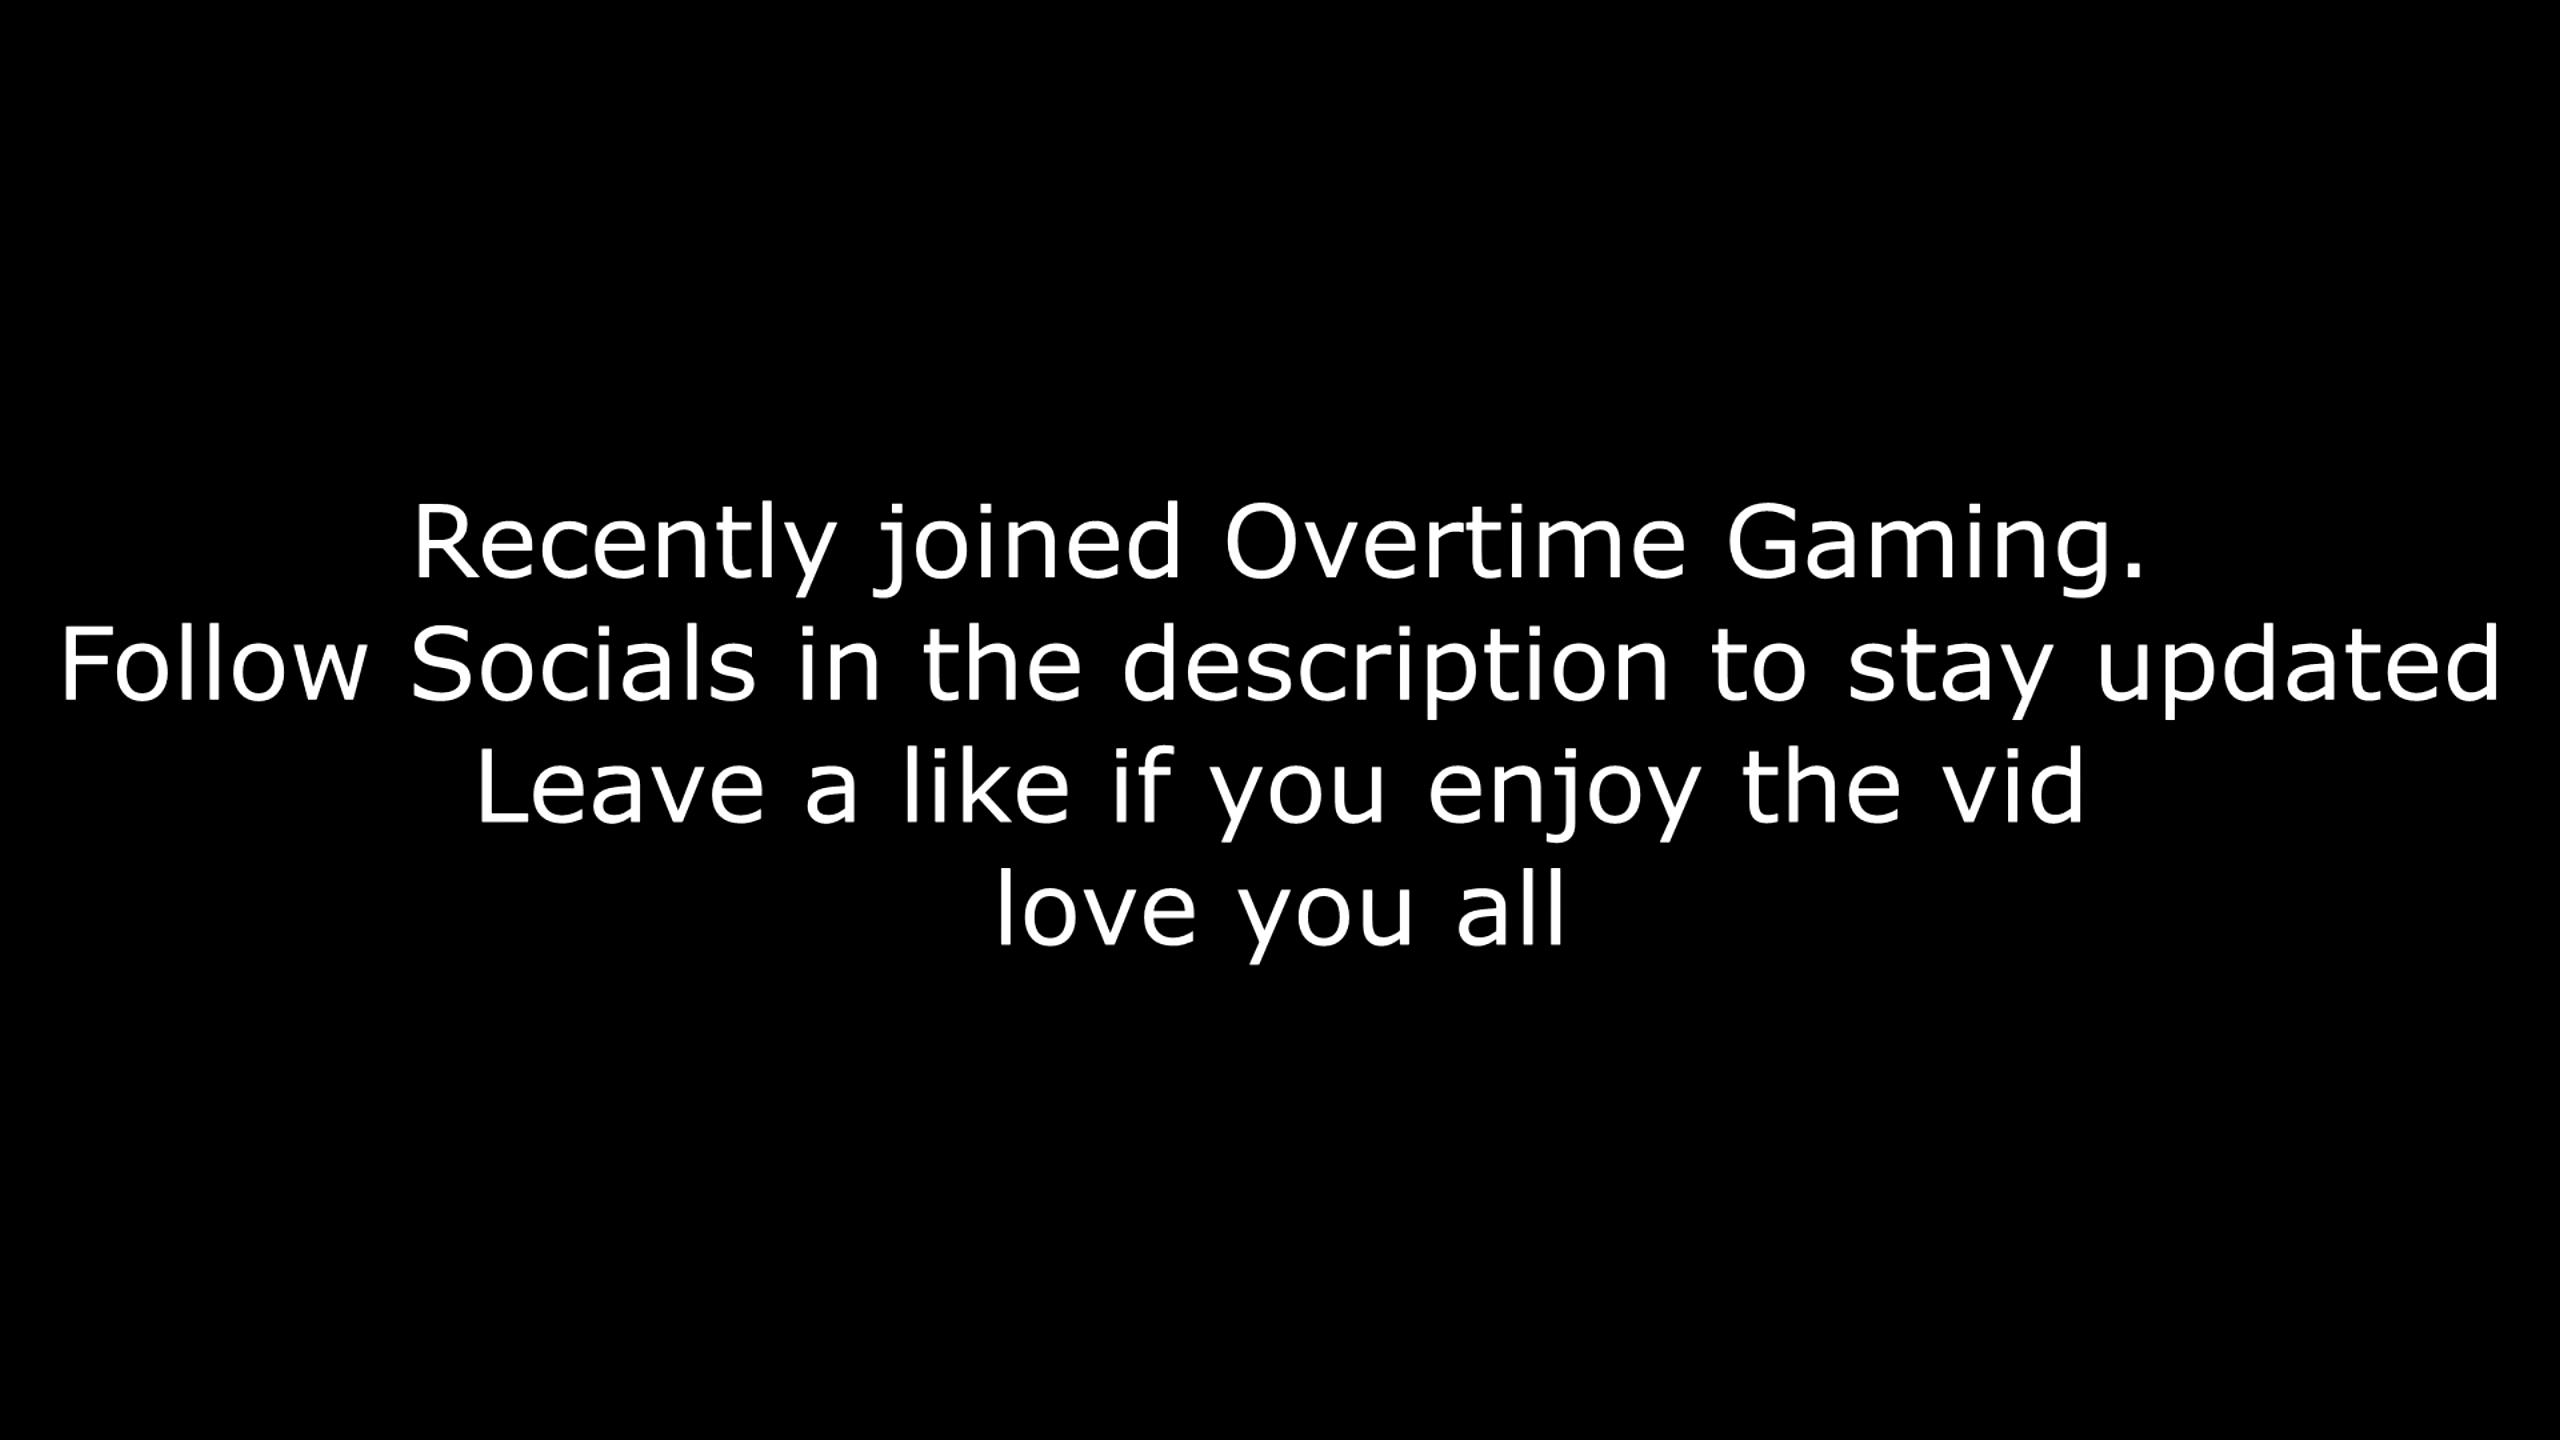 Recently joined Overtime Gaming.
Follow Socials in the description to stay updated
Leave a like if you enjoy the vid
love you all